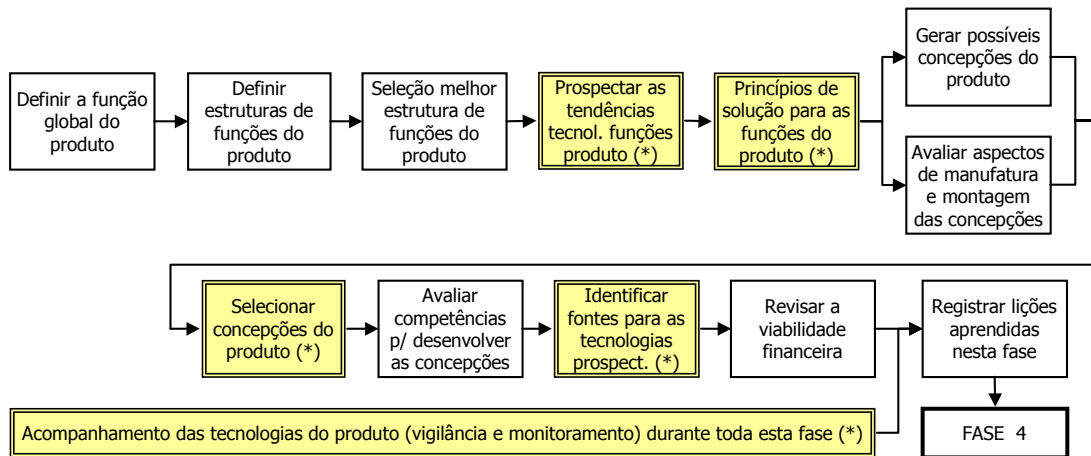 Definir a função
global do
produto
Definir
estruturas de
funções do
produto
Seleção melhor
estrutura de
funções do
produto
Prospectar as
tendências
tecnol. funções
produto (*)
Princípios de
solução para as
funções do
produto (*)
Gerar possíveis
concepções do
produto
Avaliar aspectos
de manufatura
e montagem
das concepções
Selecionar
concepções do
produto (*)
Avaliar
competências
p/ desenvolver
as concepções
Identificar
fontes para as
tecnologias
prospect. (*)
Revisar a
viabilidade
financeira
Registrar lições
aprendidas
nesta fase
Acompanhamento das tecnologias do produto (vigilância e monitoramento) durante toda esta fase (*)
FASE 4